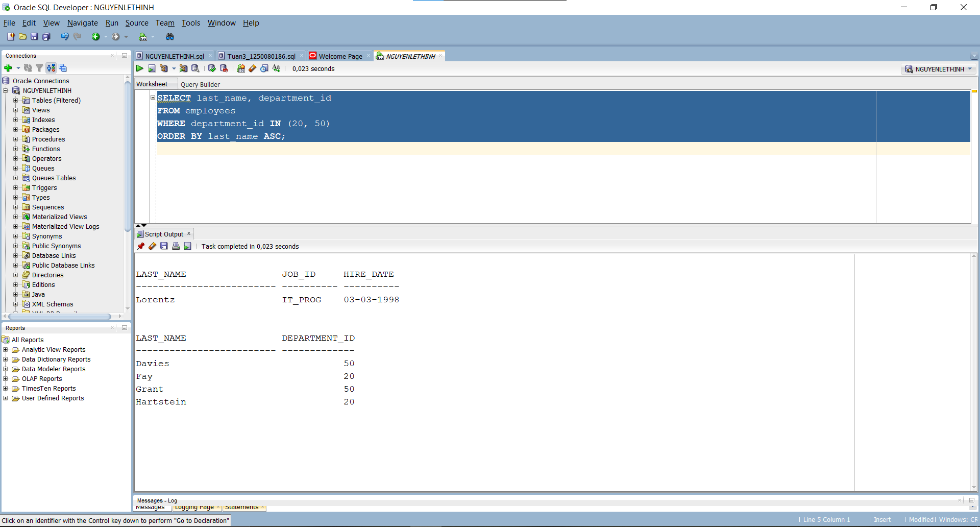 Oracle SQL Developer : NGUYENLETHINH
File Edit View Navigate Run Source Team Tools Window Help
Connections
NGUYENLETHINH.sql Tuan3_1250080186.sql Welcome Page NGUYENLETHINH
0,023 seconds
NGUYENLETHINH
Worksheet Query Builder
Oracle Connections
NGUYENLETHINH
Tables (Filtered)
Views
Indexes
Packages
Procedures
Functions
Operators
Queues
Queues Tables
Triggers
Types
Sequences
Materialized Views
Materialized View Logs
Synonyms
Public Synonyms
Database Links
Public Database Links
Directories
Editions
Java
XML Schemas
SELECT last_name, department_id
FROM employees
WHERE department_id IN (20, 50)
ORDER BY last_name ASC;
Script Output
Task completed in 0,023 seconds
LAST_NAME JOB_ID HIRE_DATE
------------------------- ---------- ----------
Lorentz IT_PROG 03-03-1998
LAST_NAME DEPARTMENT_ID
------------------------- -------------
Davies 50
Fay 20
Grant 50
Hartstein 20
Reports
All Reports
Analytic View Reports
Data Dictionary Reports
Data Modeler Reports
OLAP Reports
TimesTen Reports
User Defined Reports
Messages - Log
Messages Logging Page Statements
Click on an identifier with the Control key down to perform "Go to Declaration"
Line 5 Column 1 Insert Modified Windows: CF